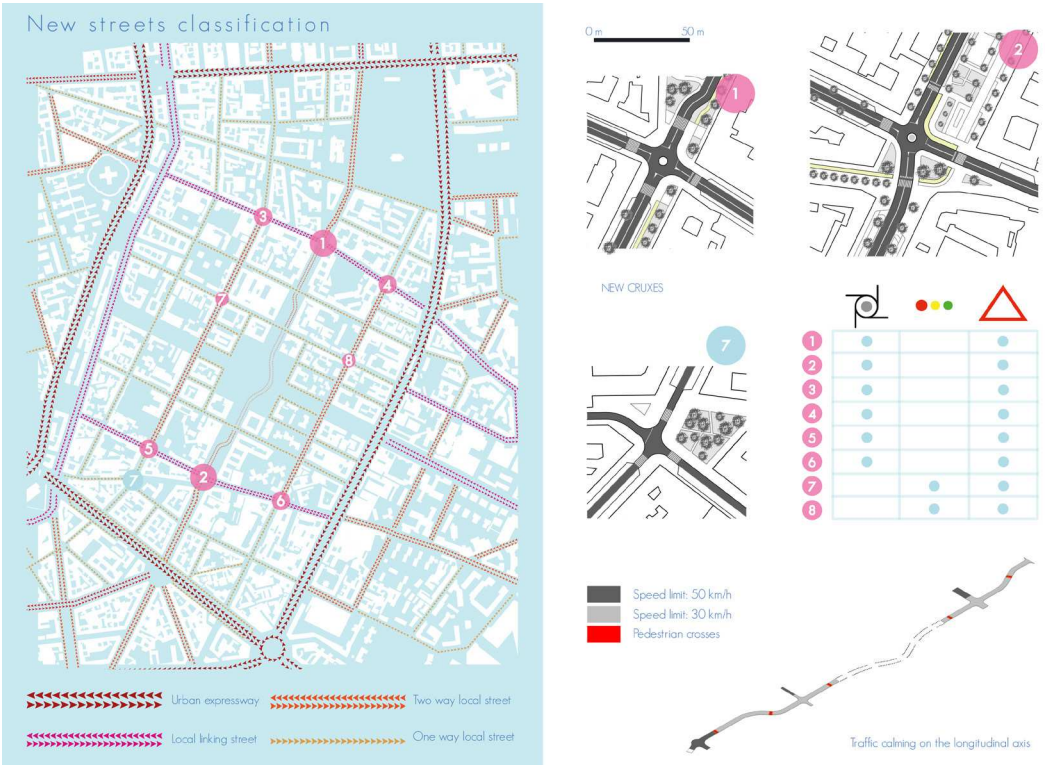 New streets classification
3
1
4
7
8
5
7
2
6
Urban expressway
Two way local street
Local linking street
One way local street
0 m 50 m
1
2
NEW CRUXES
7
1
2
3
4
5
6
7
8
Speed limit: 50 km/h
Speed limit: 30 km/h
Pedestrian crosses
Traffic calming on the longitudinal axis